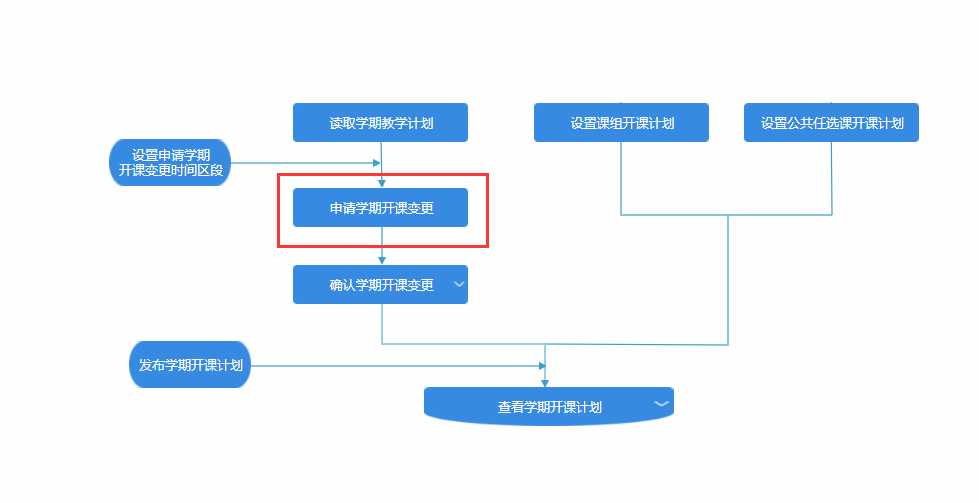 读取学期教学计划
设置课组开课计划
设置公共任选课开课计划
设置申请学期
开课变更时间区段
申请学期开课变更
确认学期开课变更
发布学期开课计划
查看学期开课计划